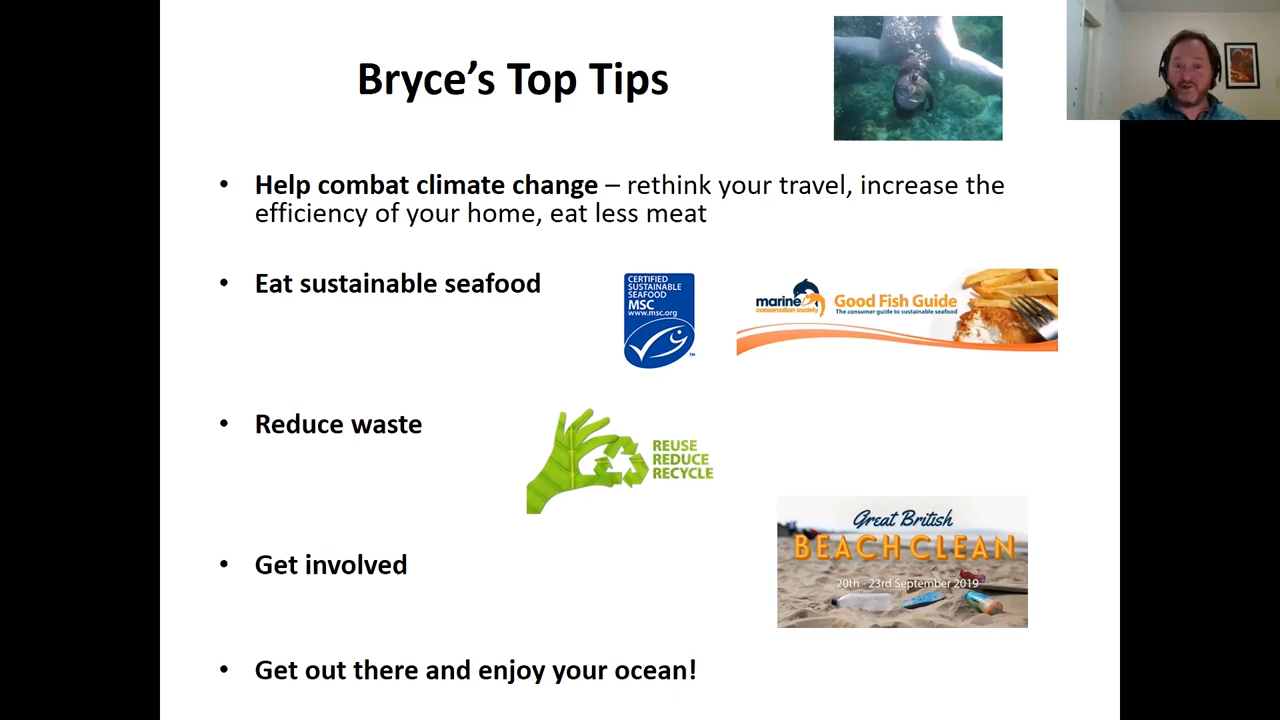 Bryce’s Top Tips
• Help combat climate change – rethink your travel, increase the
efficiency of your home, eat less meat
• Eat sustainable seafood
CERTIFIED
SUSTAINABLE
SEAFOOD
MSC
www.msc.org
TM
marine
conservation society
Good Fish Guide
The consumer guide to sustainable seafood
• Reduce waste
REUSE
REDUCE
RECYCLE
Great British
BEACH CLEAN
20th - 23rd September 2019
• Get involved
• Get out there and enjoy your ocean!